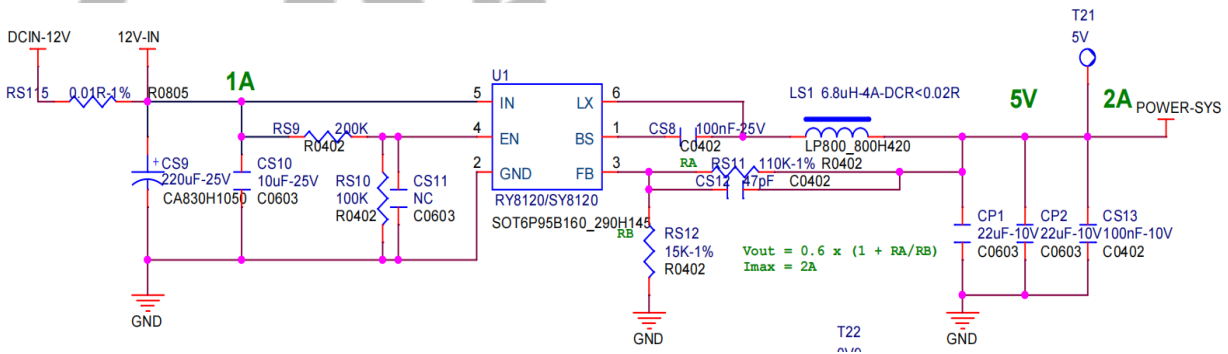 T21
5V
DCIN-12V
12V-IN
RS115 0.01R-1% R0805
1A
U1
5 IN
LX 6
4 EN
BS 1
2 GND
FB 3
RY8120/SY8120
SOT6P95B160_290H145
RS9 200K
R0402
CS9
220uF-25V
CA830H1050
CS10
10uF-25V
C0603
RS10
100K
R0402
CS11
NC
C0603
GND
CS8 100nF-25V
C0402
LS1 6.8uH-4A-DCR<0.02R
LP800_800H420
5V
2A
POWER-SYS
RA
RS11 110K-1% R0402
CS12 47pF C0402
RB
RS12
15K-1%
R0402
GND
Vout = 0.6 x (1 + RA/RB)
Imax = 2A
CP1
22uF-10V
C0603
CP2
22uF-10V
C0603
CS13
100nF-10V
C0402
GND
T22